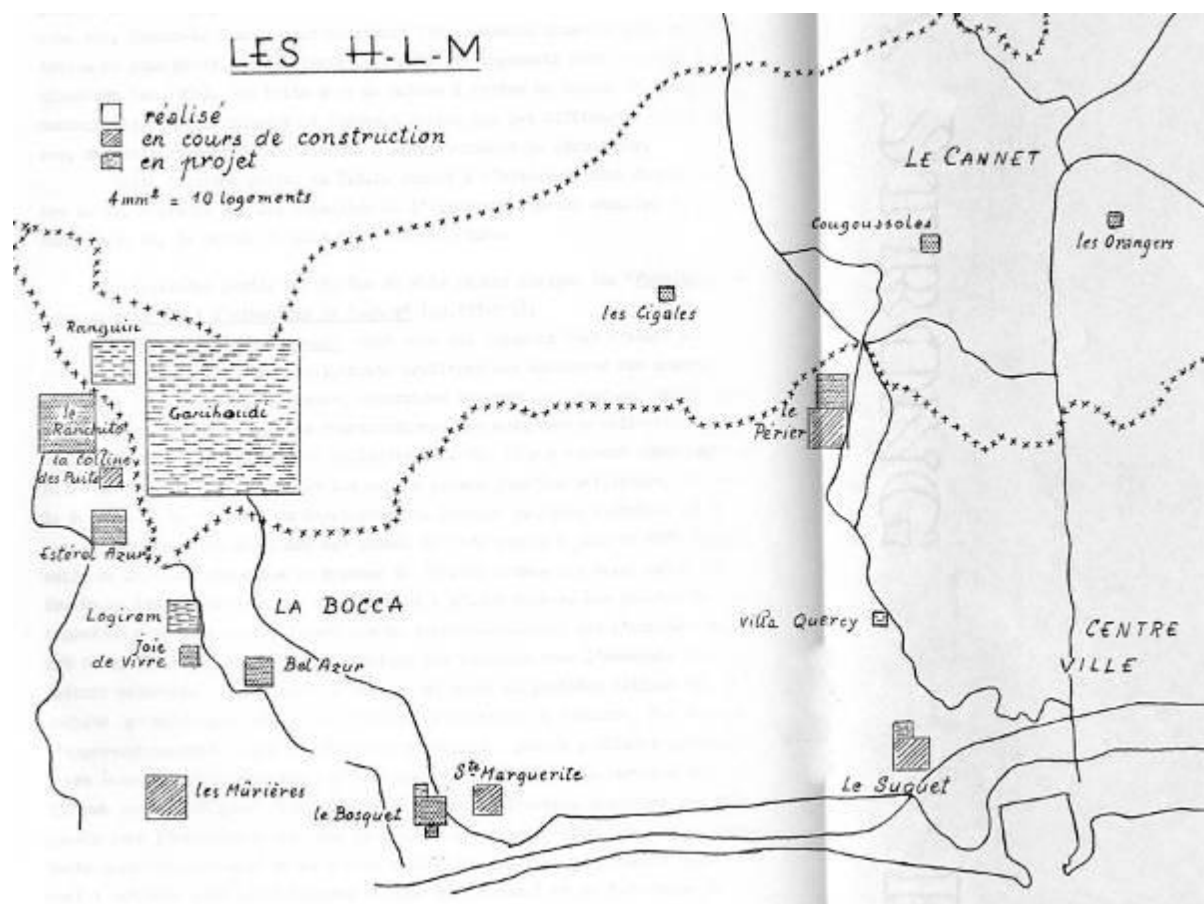 LES H-L-M
réalisé
en cours de construction
en projet
4mm² = 10 logements
LE CANNET
Cougoussoles
les Orangers
les Cigales
Ranguin
le
Ranchito
la Colline
des Puits
le
Périer
Estérel Azur
LA BOCCA
Logirem
Joie
de vivre
Bel Azur
Villa Quercy
CENTRE
VILLE
les Mûrières
Ste Marguerite
le Bosquet
Le Suquet